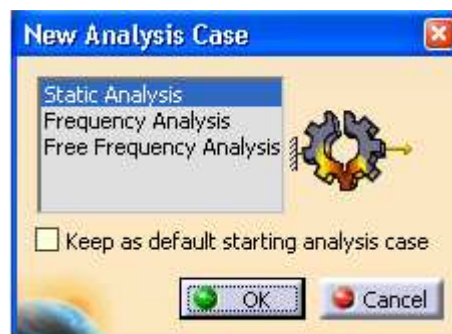 New Analysis Case
Static Analysis
Frequency Analysis
Free Frequency Analysis
Keep as default starting analysis case
OK
Cancel